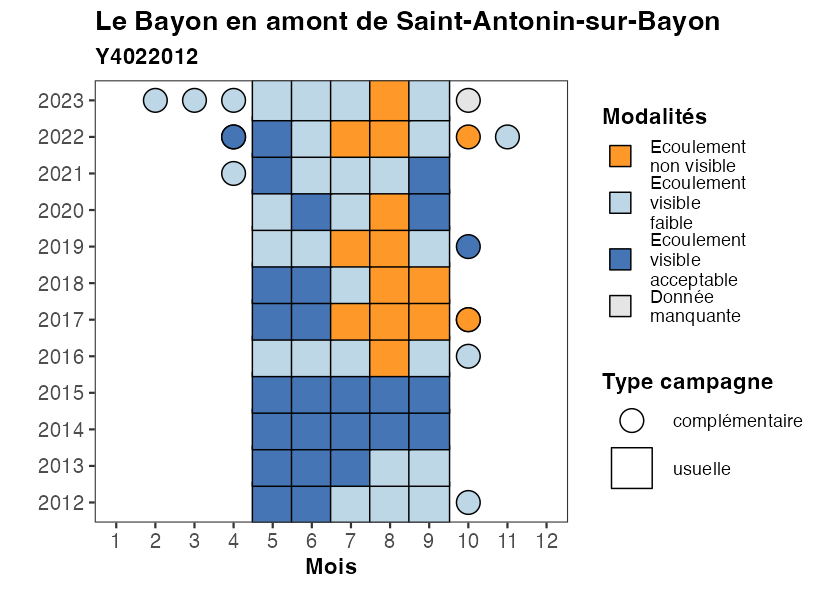 Le Bayon en amont de Saint-Antonin-sur-Bayon
Y4022012
2023
2022
2021
2020
2019
2018
2017
2016
2015
2014
2013
2012
1 2 3 4 5 6 7 8 9 10 11 12
Mois
Modalités
Ecoulement
non visible
Ecoulement
visible
faible
Ecoulement
visible
acceptable
Donnée
manquante
Type campagne
complémentaire
usuelle